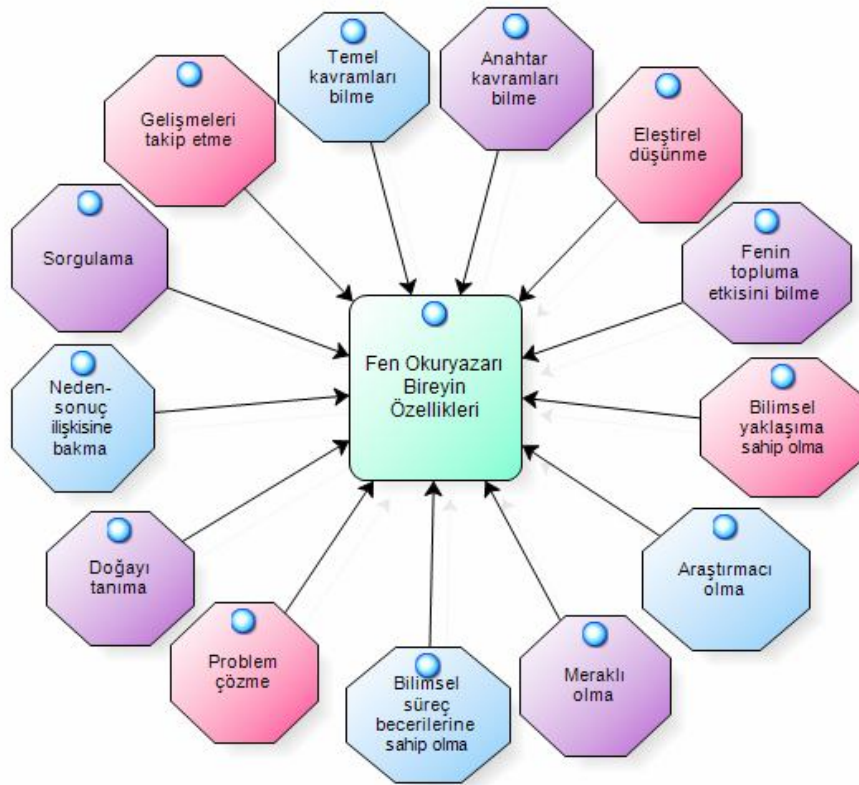 Temel
kavramları
bilme
Anahtar
kavramları
bilme
Gelişmeleri
takip etme
Eleştirel
düşünme
Sorgulama
Fenin
topluma
etkisini bilme
Fen Okuryazarı
Bireyin
Özellikleri
Neden-
sonuç
ilişkisine
bakma
Bilimsel
yaklaşıma
sahip olma
Doğayı
tanıma
Araştırmacı
olma
Problem
çözme
Bilimsel
süreç
becerilerine
sahip olma
Meraklı
olma